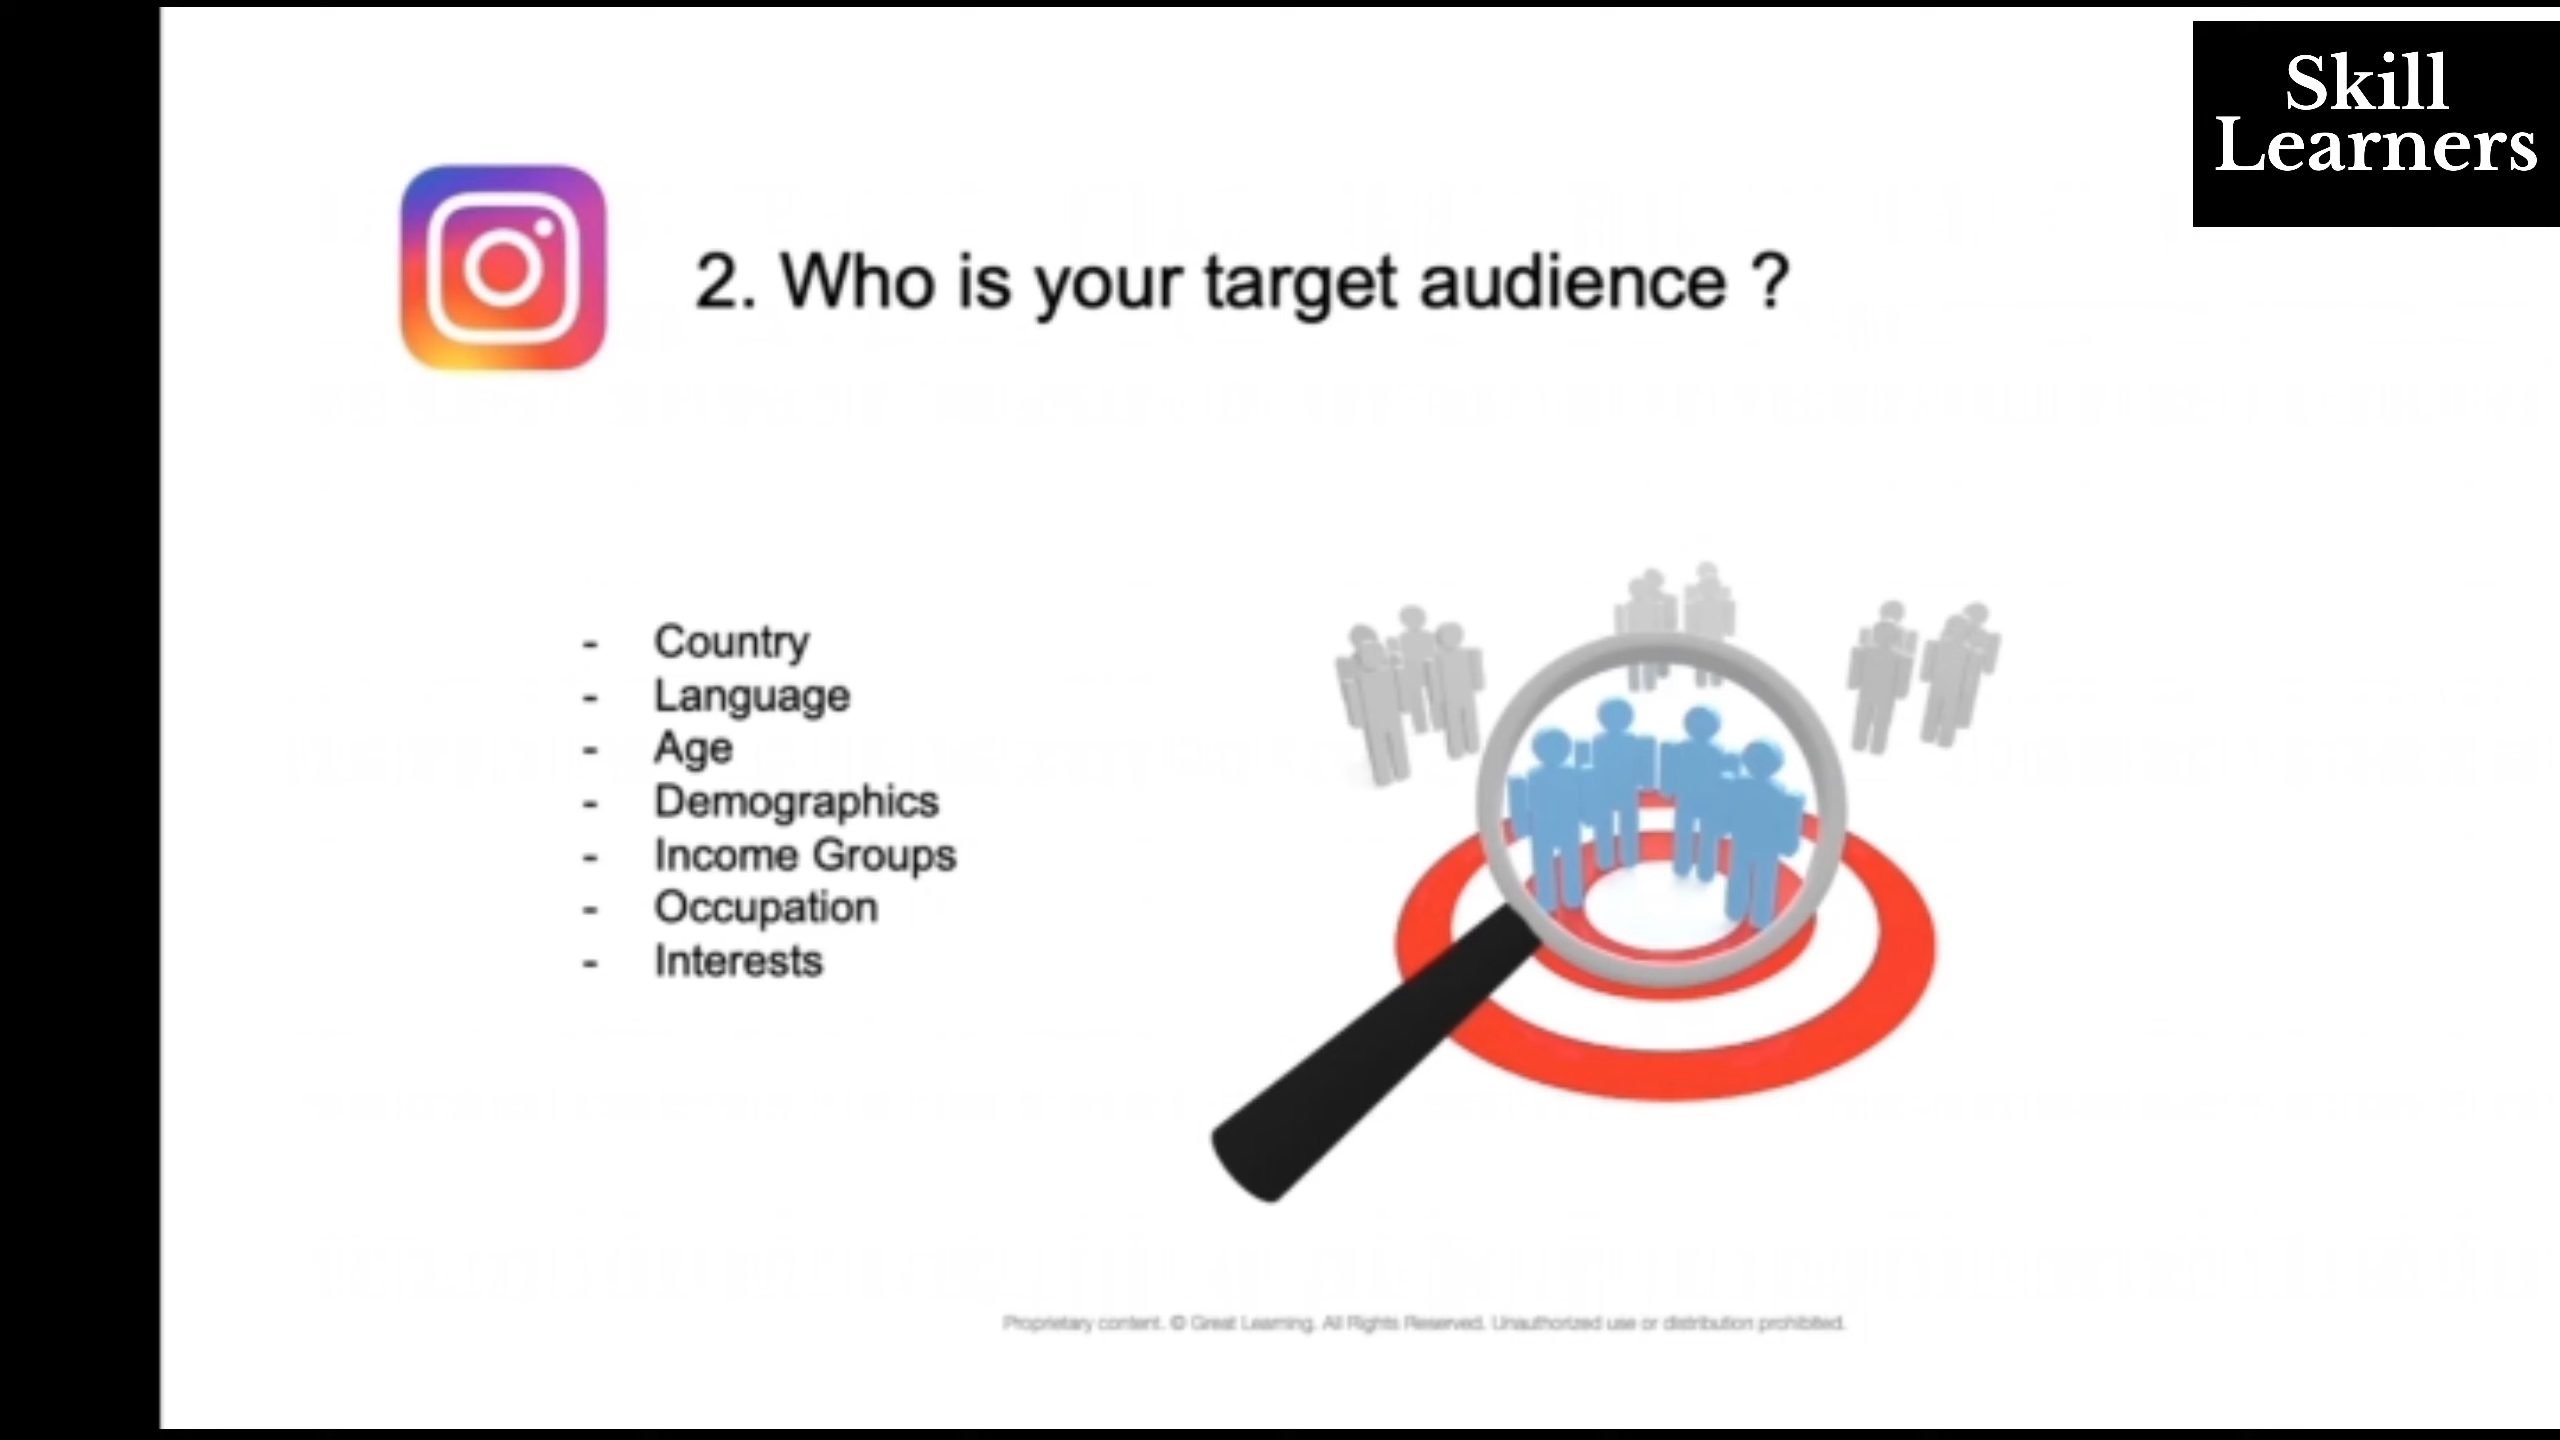 Skill
Learners
2. Who is your target audience ?
- Country
- Language
- Age
- Demographics
- Income Groups
- Occupation
- Interests
Proprietary content. © Great Learning. All Rights Reserved. Unauthorized use or distribution prohibited.